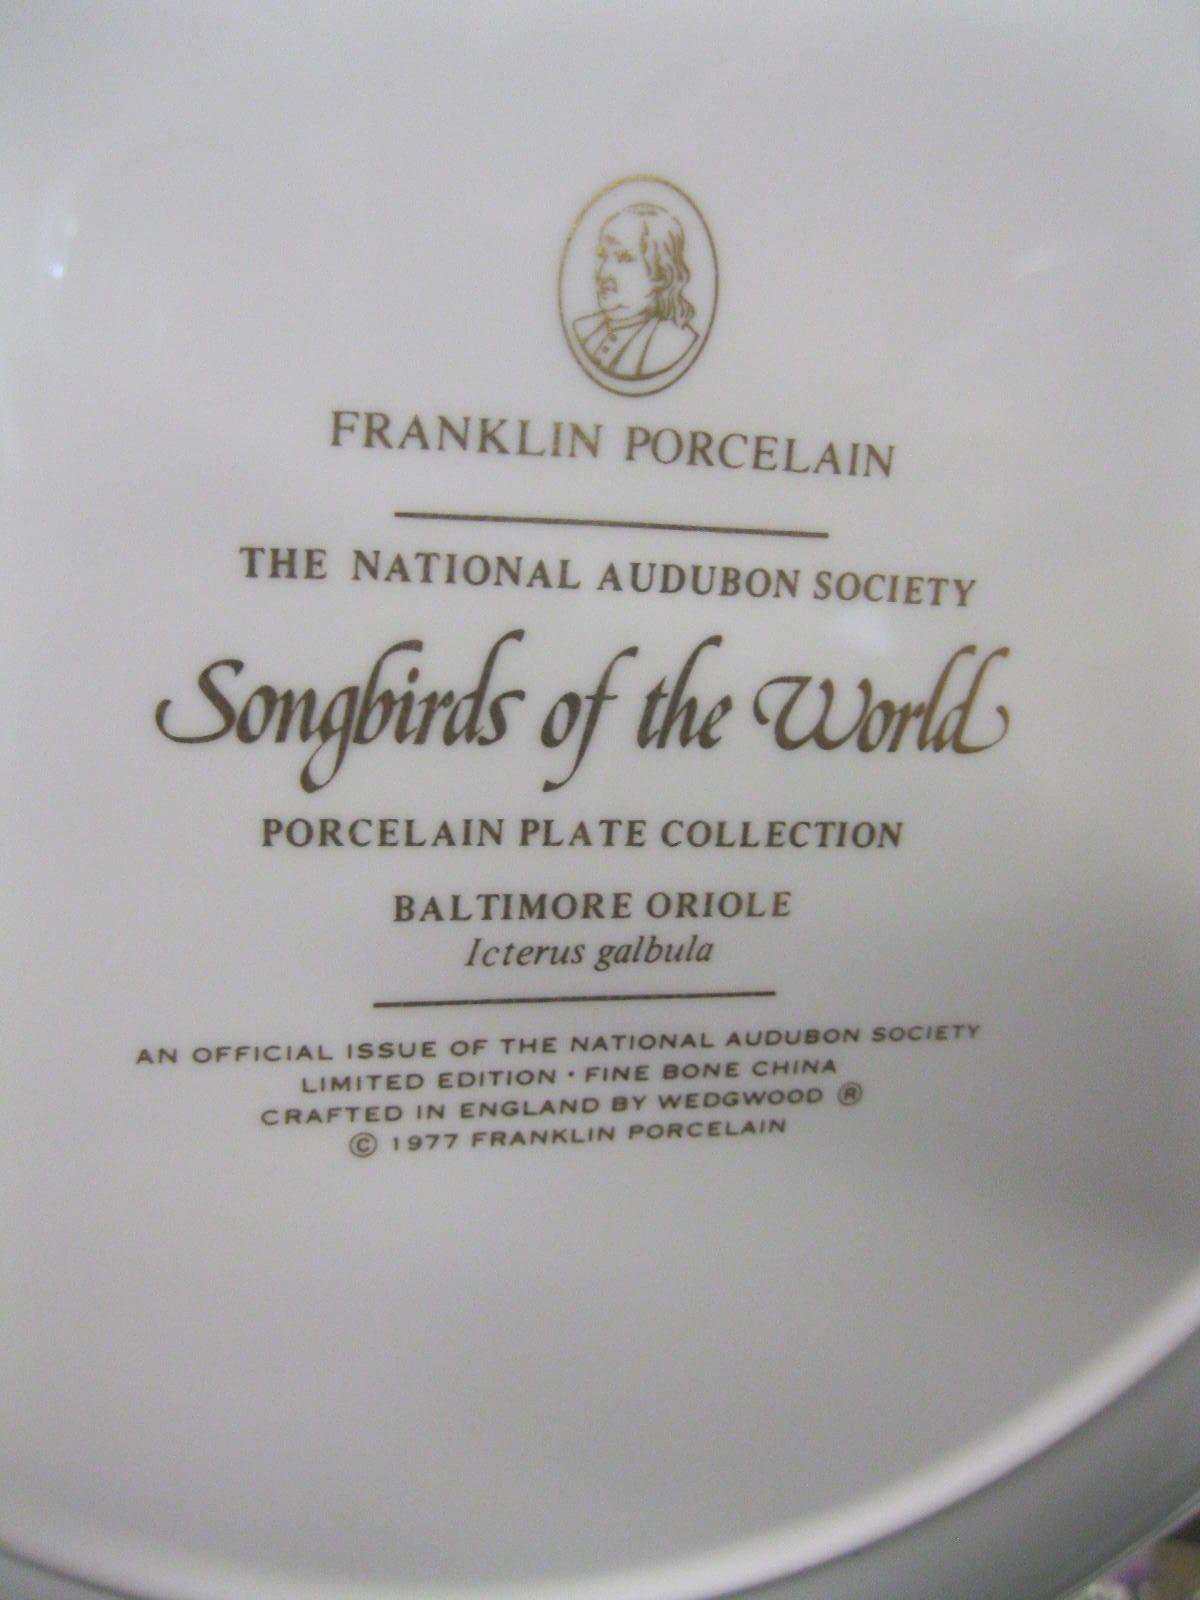 FRANKLIN PORCELAIN
THE NATIONAL AUDUBON SOCIETY
Songbirds of the World
PORCELAIN PLATE COLLECTION
BALTIMORE ORIOLE
Icterus galbula
AN OFFICIAL ISSUE OF THE NATIONAL AUDUBON SOCIETY
LIMITED EDITION · FINE BONE CHINA
CRAFTED IN ENGLAND BY WEDGWOOD ®
© 1977 FRANKLIN PORCELAIN